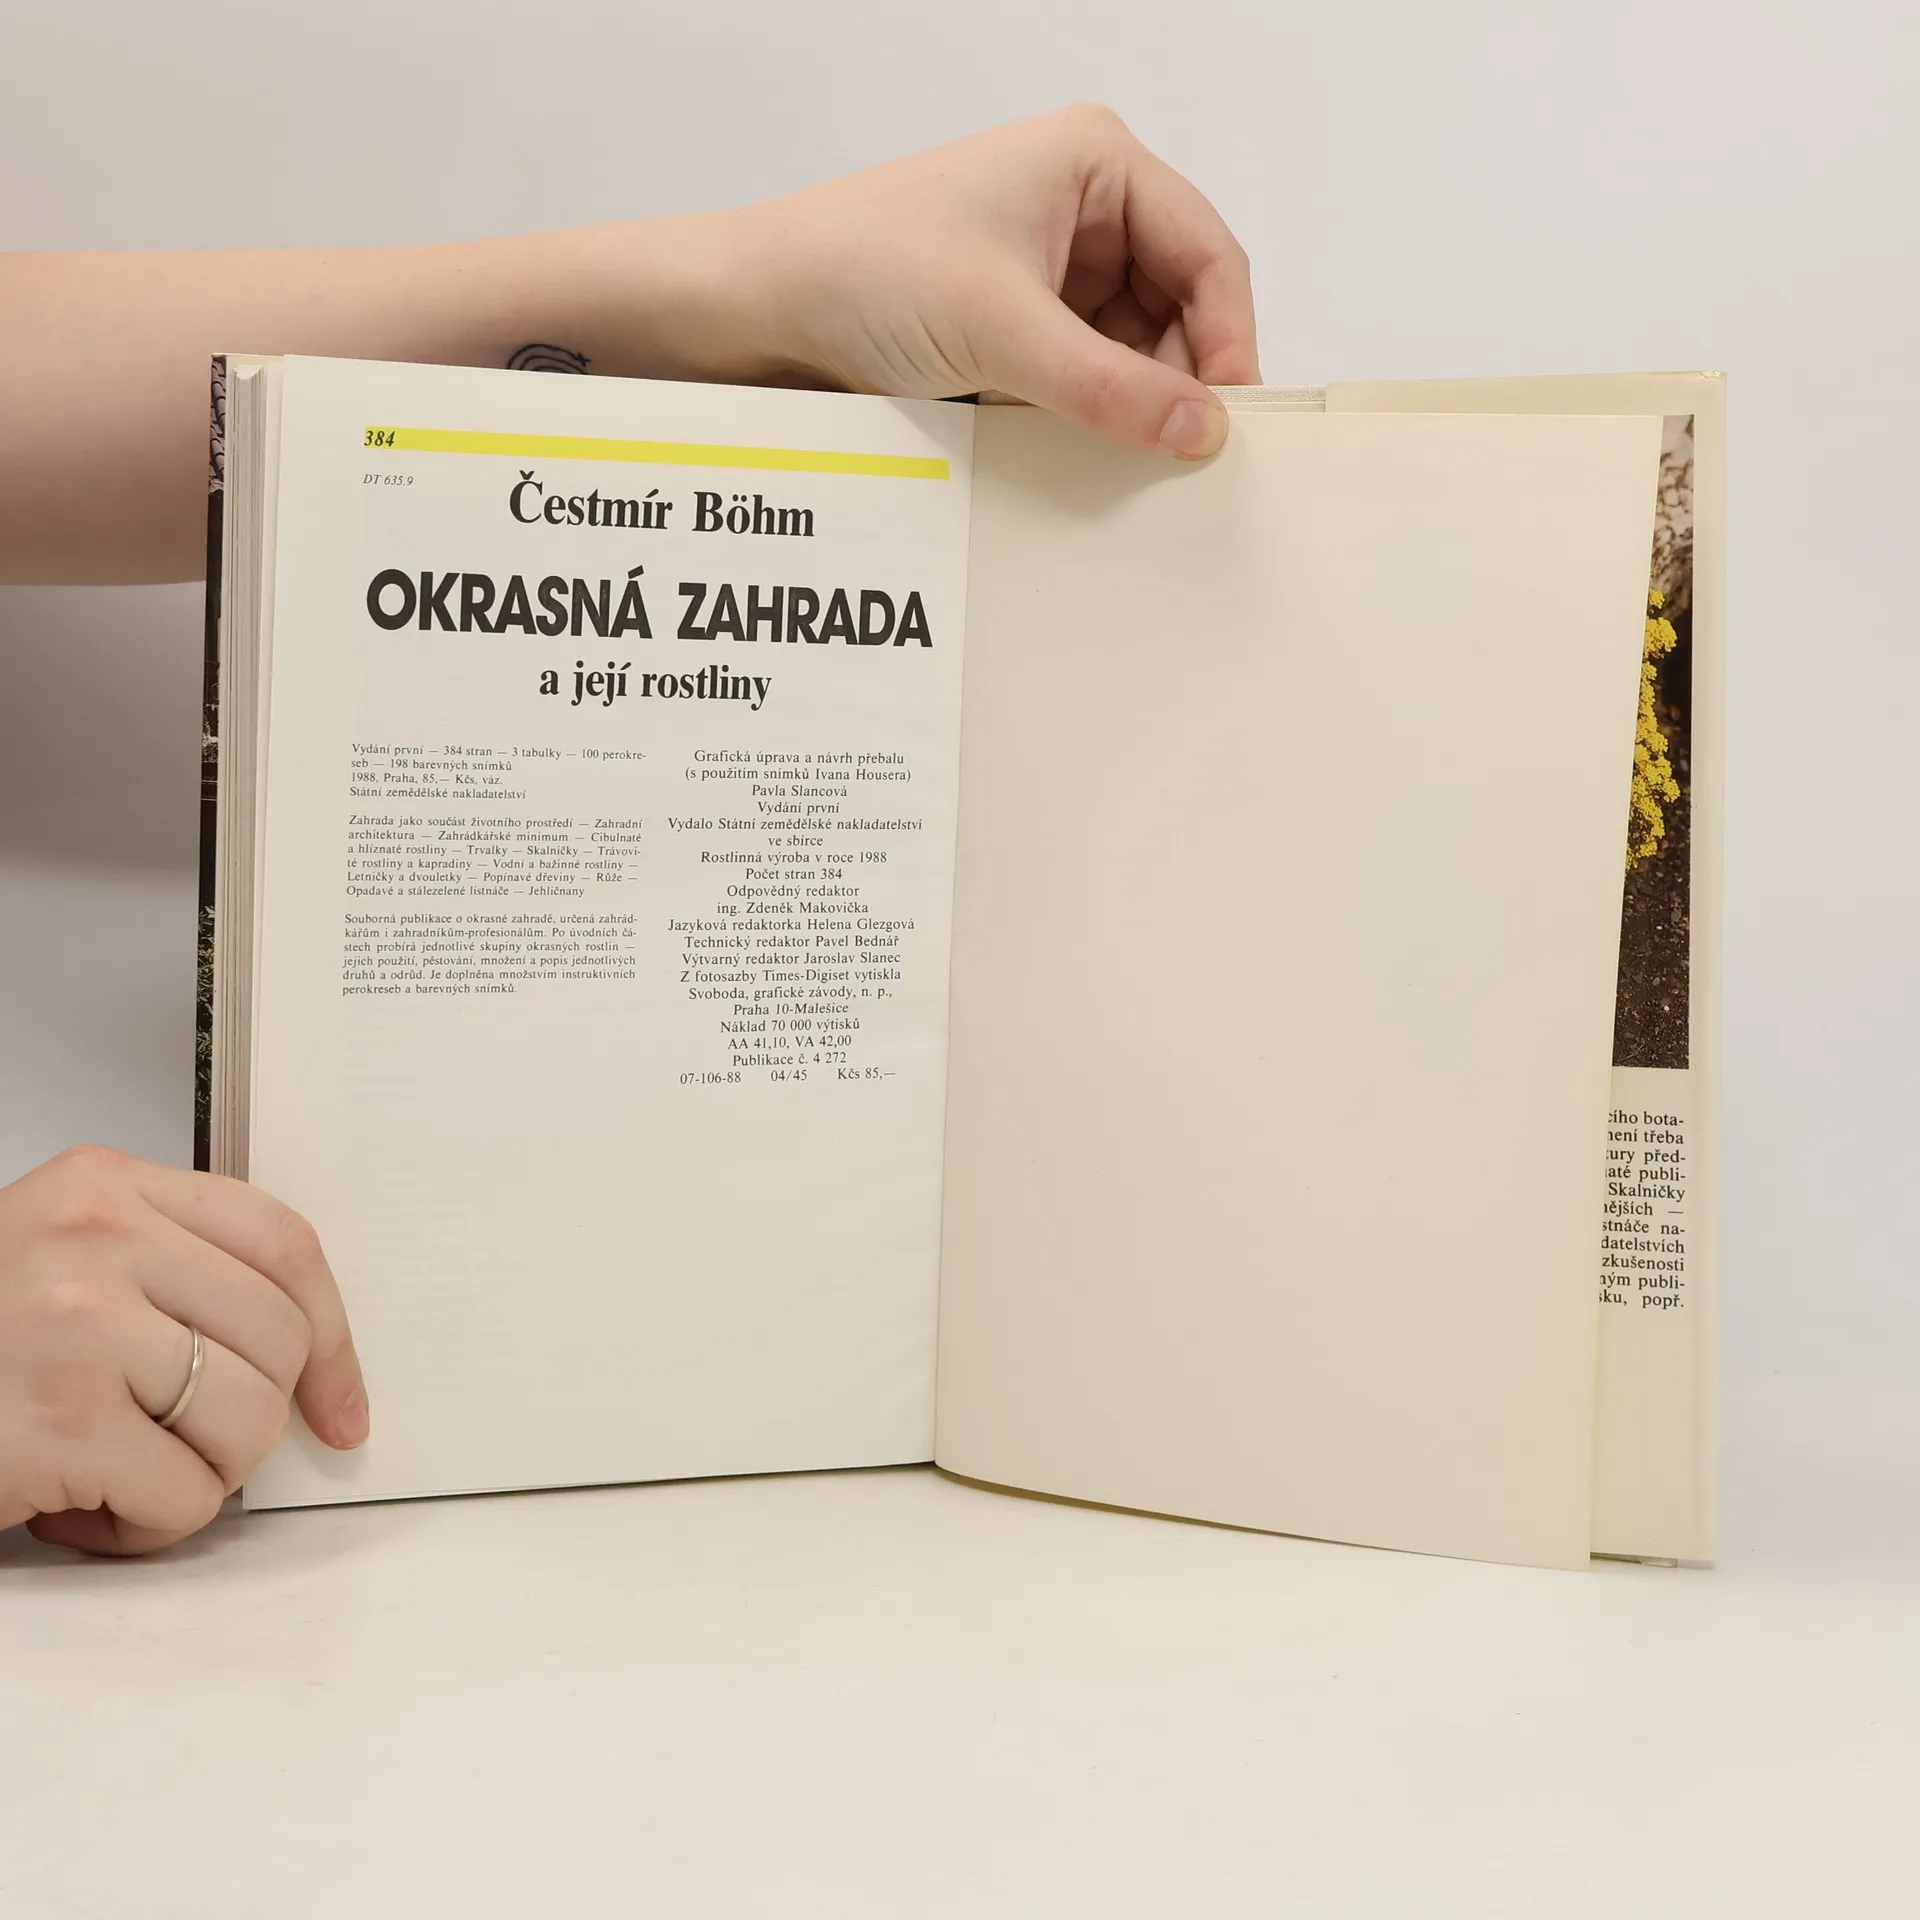 384
DT 635.9
Čestmír Böhm
OKRASNÁ ZAHRADA
a její rostliny
Vydání první — 384 stran — 3 tabulky — 100 perokre-
seb — 198 barevných snímků
1988, Praha, 85,— Kčs, váz.
Státní zemědělské nakladatelství
Zahrada jako součást životního prostředí — Zahradní
architektura — Zahrádkářské minimum — Cibulnaté
a hlíznaté rostliny — Trvalky — Skalničky — Trávovi-
té rostliny a kapradiny — Vodní a bažinné rostliny —
Letničky a dvouletky — Popínavé dřeviny — Růže —
Opadavé a stálezelené listnáče — Jehličnany
Souborná publikace o okrasné zahradě, určená zahrád-
kářům i zahradníkům-profesionálům. Po úvodních čá-
stech probírá jednotlivé skupiny okrasných rostlin —
jejich použití, pěstování, množení a popis jednotlivých
druhů a odrůd. Je doplněna množstvím instruktivních
perokreseb a barevných snímků.
Grafická úprava a návrh přebalu
(s použitím snímků Ivana Housera)
Pavla Slancová
Vydání první
Vydalo Státní zemědělské nakladatelství
ve sbírce
Rostlinná výroba v roce 1988
Počet stran 384
Odpovědný redaktor
ing. Zdeněk Makovička
Jazyková redaktorka Helena Glezgová
Technický redaktor Pavel Bednář
Výtvarný redaktor Jaroslav Slanec
Z fotosazby Times-Digiset vytiskla
Svoboda, grafické závody, n. p.,
Praha 10-Malešice
Náklad 70 000 výtisků
AA 41,10, VA 42,00
Publikace č. 4 272
07-106-88 04/45 Kčs 85,—
cího bota-
není třeba
tury před-
naté publi-
Skalničky
nějších —
stnáče na-
datelstvích
zkušenosti
ným publi-
sku, popř.